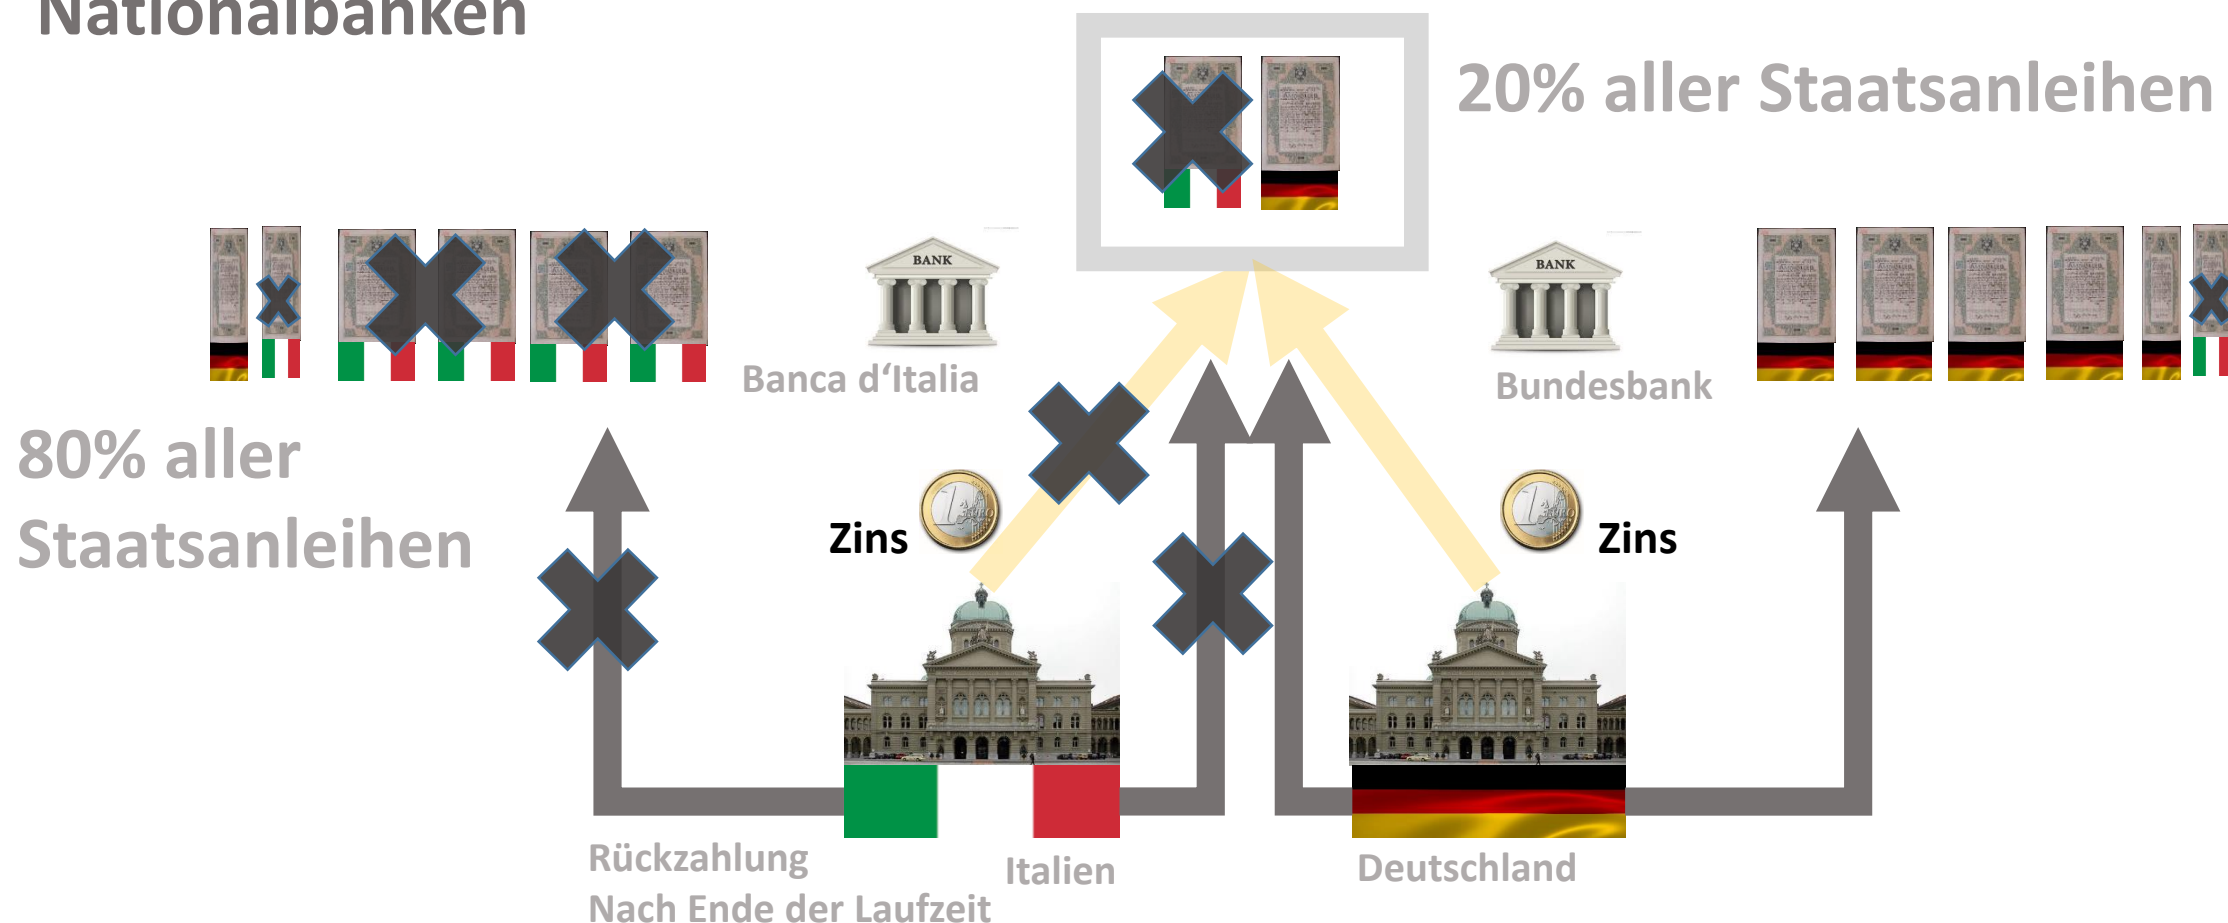 Nationalbanken
20% aller Staatsanleihen
BANK
BANK
Banca d‘Italia
Bundesbank
80% aller
Staatsanleihen
Zins
Zins
Rückzahlung
Nach Ende der Laufzeit
Italien
Deutschland